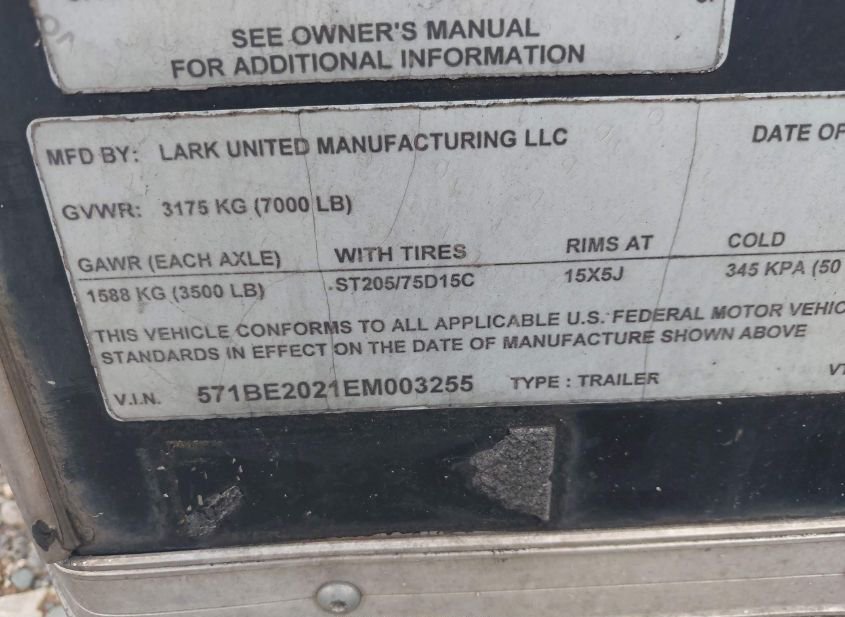 SEE OWNER'S MANUAL
FOR ADDITIONAL INFORMATION
MFD BY: LARK UNITED MANUFACTURING LLC DATE OF
GVWR: 3175 KG (7000 LB)
GAWR (EACH AXLE) WITH TIRES RIMS AT COLD
1588 KG (3500 LB) ST205/75D15C 15X5J 345 KPA (50
THIS VEHICLE CONFORMS TO ALL APPLICABLE U.S. FEDERAL MOTOR VEHIC
STANDARDS IN EFFECT ON THE DATE OF MANUFACTURE SHOWN ABOVE
V.I.N. 571BE2021EM003255 TYPE : TRAILER